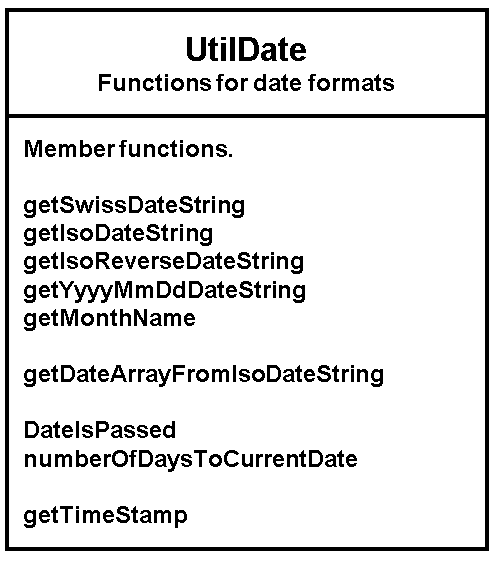 UtilDate
Functions for date formats
Member functions.
getSwissDateString
getIsoDateString
getIsoReverseDateString
getYyyyMmDdDateString
getMonthName
getDateArrayFromIsoDateString
DateIsPassed
numberOfDaysToCurrentDate
getTimeStamp